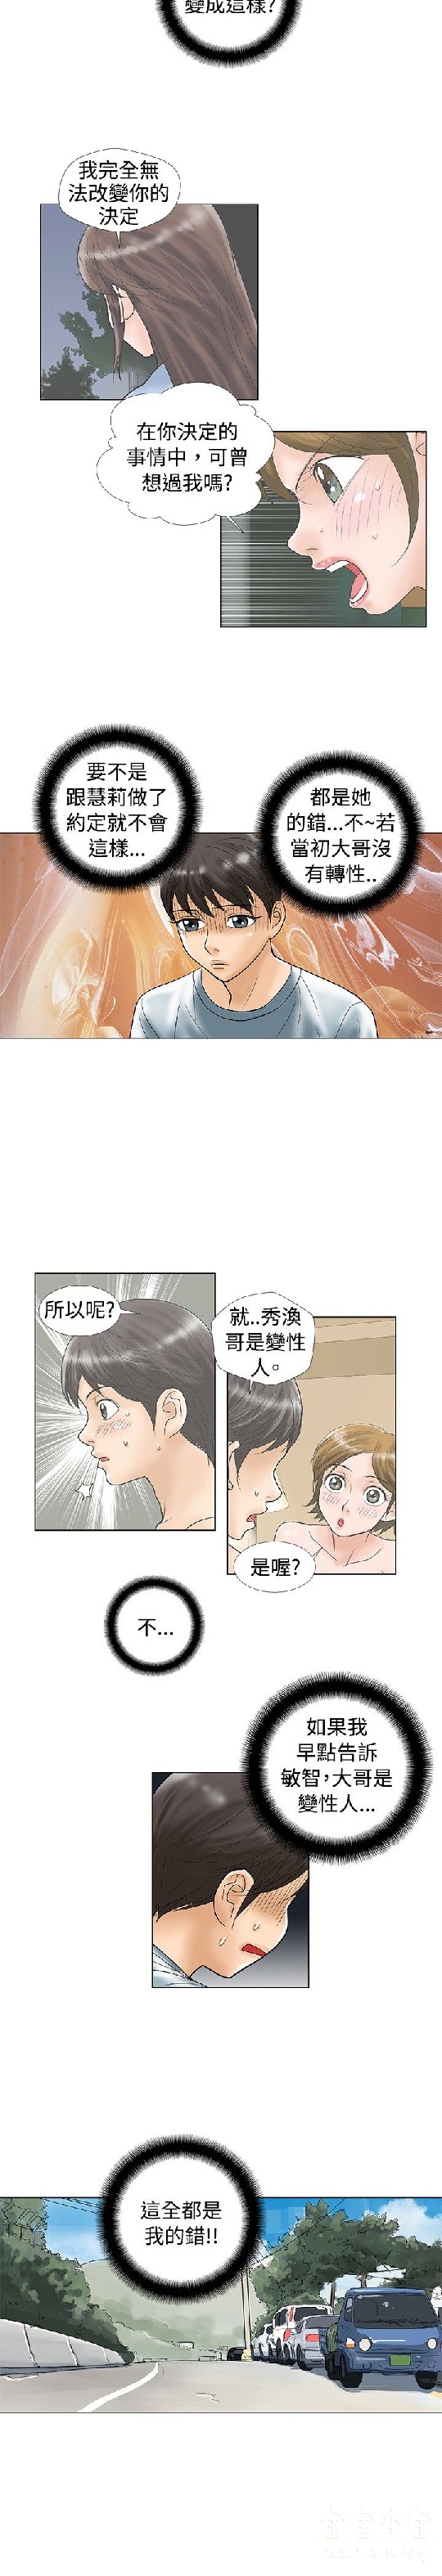 變成這樣?
我完全無
法改變你的
決定
在你決定的
事情中，可曾
想過我嗎?
要不是
跟慧莉做了
約定就不會
這樣...
都是她
的錯...不~若
當初大哥沒
有轉性..
所以呢?
就..秀渙
哥是變性
人。
是喔?
不...
如果我
早點告訴
敏智,大哥是
變性人...
這全都是
我的錯!!